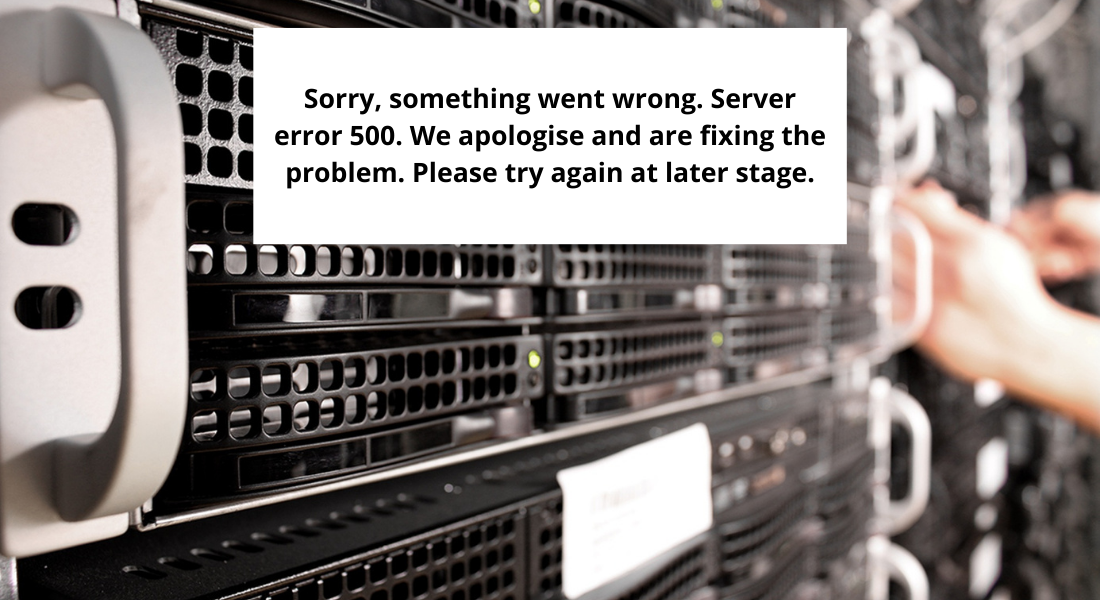 Sorry, something went wrong. Server
error 500. We apologise and are fixing the
problem. Please try again at later stage.